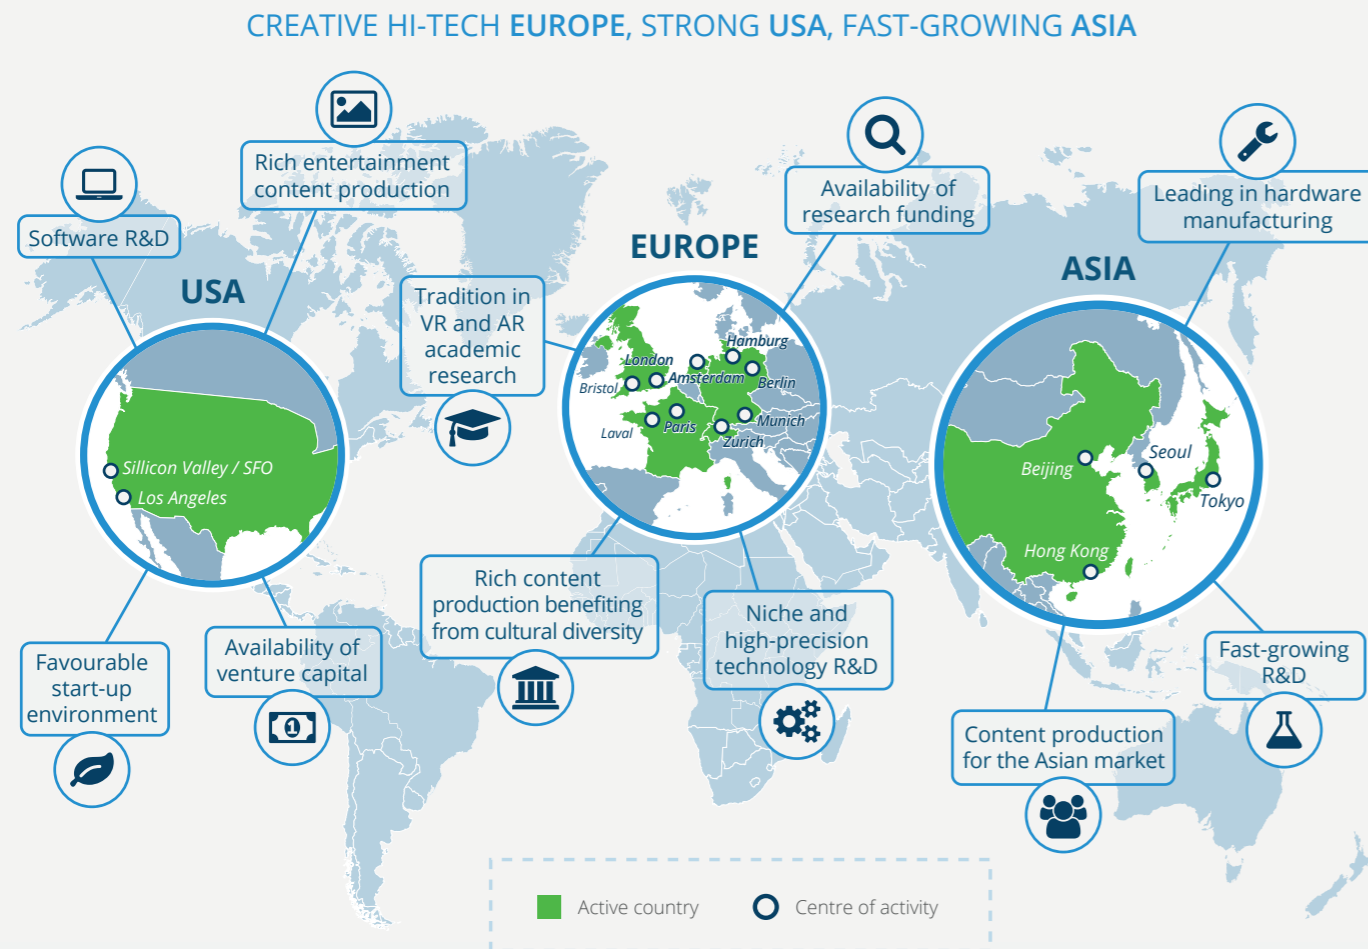 CREATIVE HI-TECH EUROPE, STRONG USA, FAST-GROWING ASIA
Rich entertainment
content production
Software R&D
USA
Sillicon Valley / SFO
Los Angeles
Favourable
start-up
environment
Availability of
venture capital
1
Tradition in
VR and AR
academic
research
EUROPE
Availability of
research funding
Hamburg
London
Amsterdam
Berlin
Bristol
Munich
Paris
Laval
Zurich
Rich content
production benefiting
from cultural diversity
Niche and
high-precision
technology R&D
Leading in hardware
manufacturing
ASIA
Seoul
Beijing
Tokyo
Hong Kong
Fast-growing
R&D
Content production
for the Asian market
Active country
Centre of activity